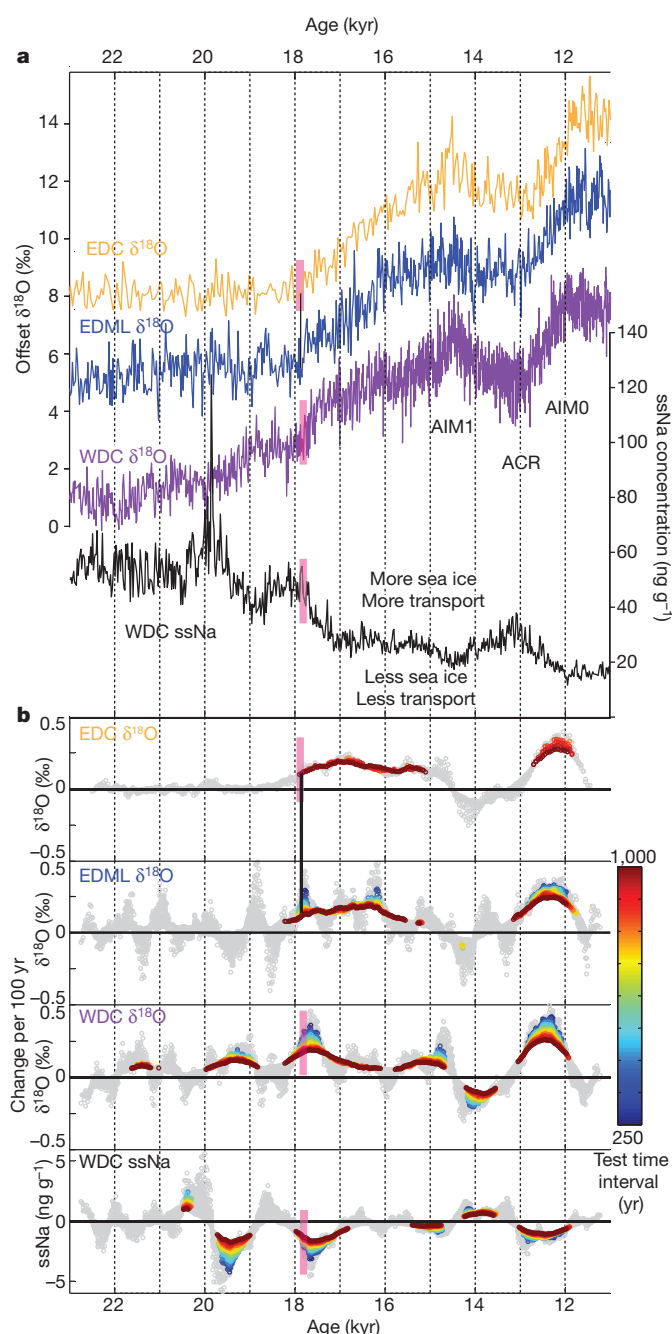 Age (kyr)
22 20 18 16 14 12
a
14
12
10
8
6
4
2
0
Offset δ18O (‰)
EDC δ18O
EDML δ18O
WDC δ18O
WDC ssNa
AIM1
ACR
AIM0
More sea ice
More transport
Less sea ice
Less transport
140
120
100
80
60
40
20
ssNa concentration (ng g−1)
b
EDC δ18O
0.5
0
−0.5
δ18O (‰)
EDML δ18O
0.5
0
−0.5
δ18O (‰)
WDC δ18O
0.5
0
−0.5
δ18O (‰)
WDC ssNa
5
0
−5
ssNa (ng g−1)
Change per 100 yr
1,000
250
Test time
interval
(yr)
22 20 18 16 14 12
Age (kyr)